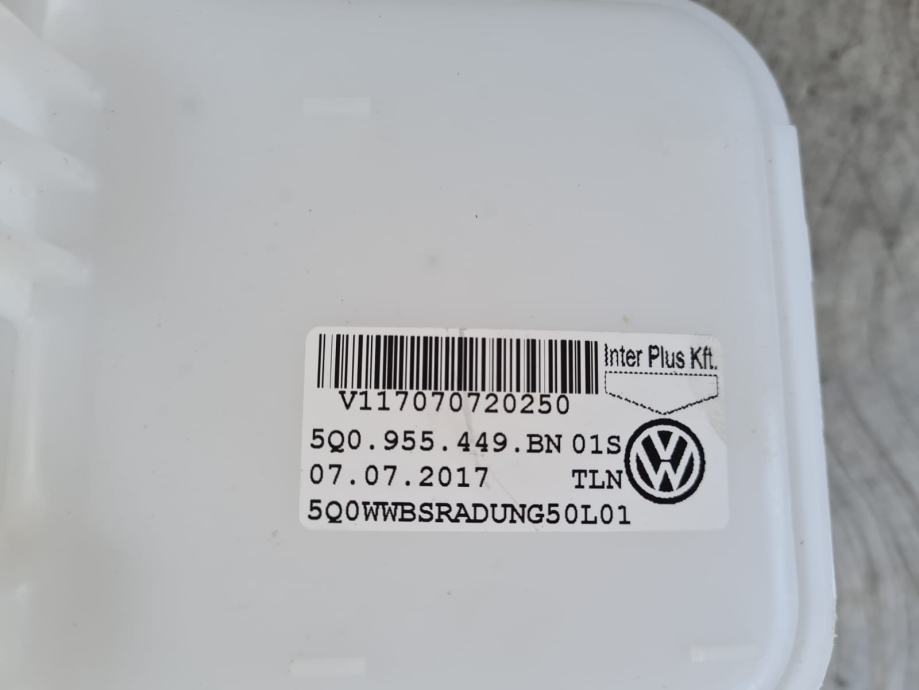 Inter Plus Kft.
V117070720250
5Q0.955.449.BN 01S
07.07.2017 TLN
5Q0WWBSRADUNG50L01